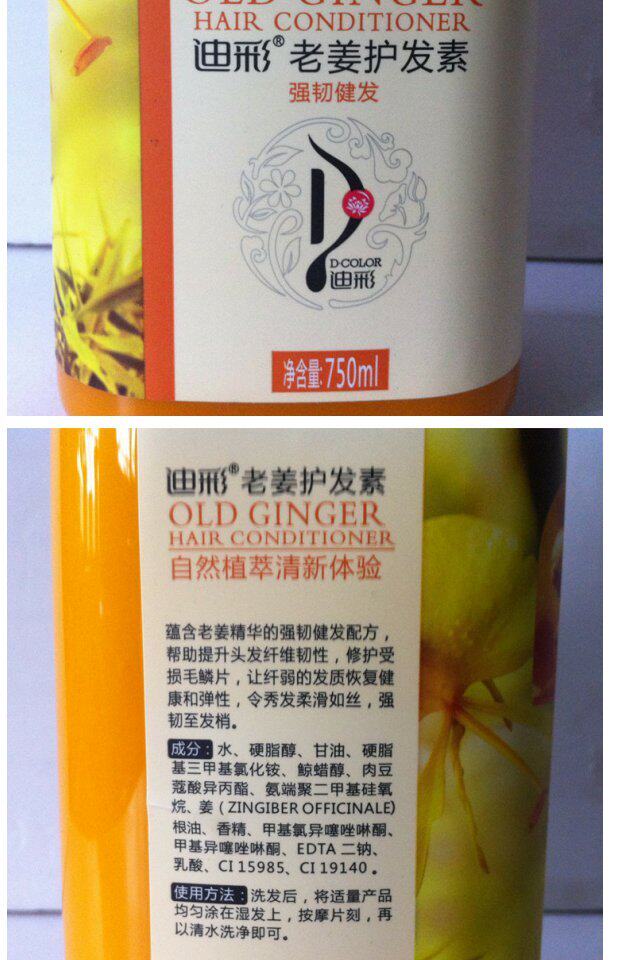 OLD GINGER
HAIR CONDITIONER
迪彩®老姜护发素
强韧健发
D·COLOR
迪彩
净含量:750ml
迪彩®老姜护发素
OLD GINGER
HAIR CONDITIONER
自然植萃清新体验
蕴含老姜精华的强韧健发配方，
帮助提升头发纤维韧性，修护受
损毛鳞片，让纤弱的发质恢复健
康和弹性，令秀发柔滑如丝，强
韧至发梢。
成分：水、硬脂醇、甘油、硬脂
基三甲基氯化铵、鲸蜡醇、肉豆
蔻酸异丙酯、氨端聚二甲基硅氧
烷、姜（ZINGIBER OFFICINALE）
根油、香精、甲基氯异噻唑啉酮、
甲基异噻唑啉酮、EDTA 二钠、
乳酸、CI 15985、CI 19140 。
使用方法：洗发后，将适量产品
均匀涂在湿发上，按摩片刻，再
以清水洗净即可。